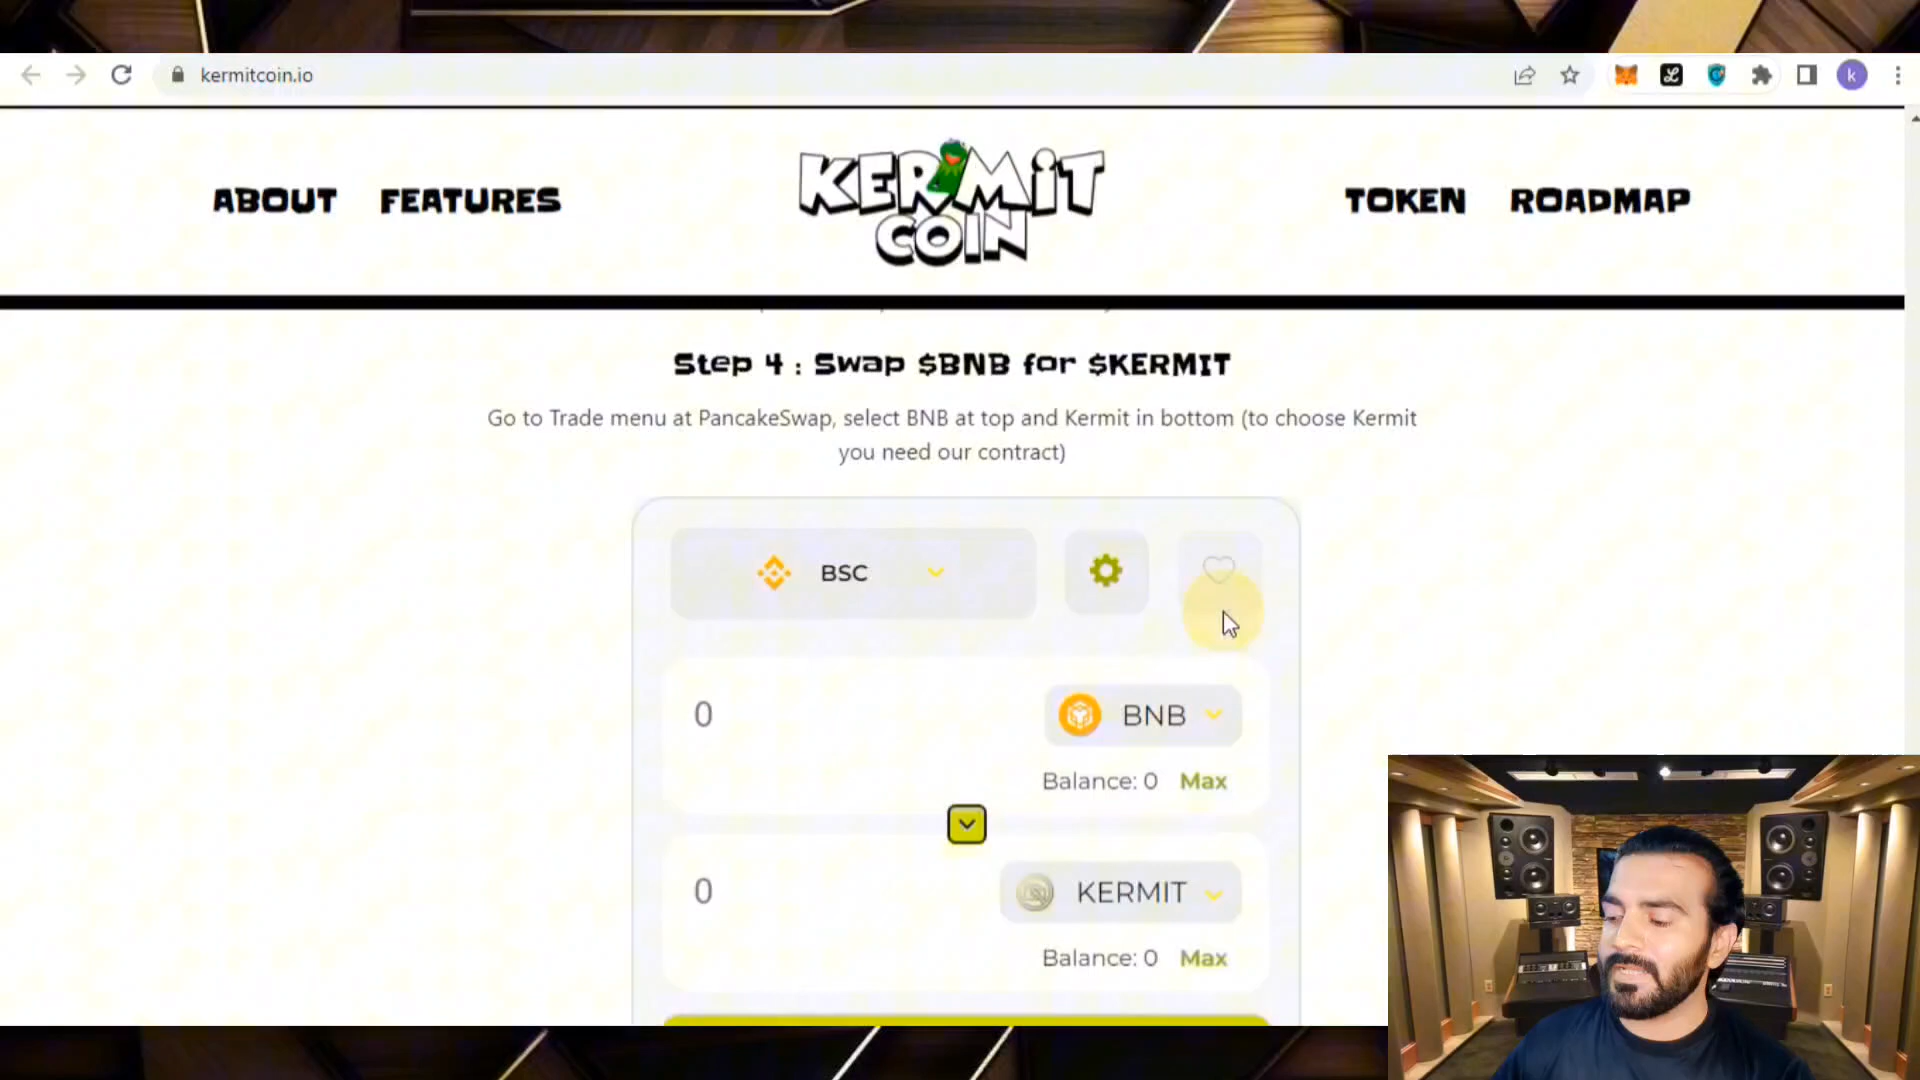 kermitcoin.io
k
ABOUT
FEATURES
KERMIT
COIN
TOKEN
ROADMAP
Step 4 : Swap $BNB for $KERMIT
Go to Trade menu at PancakeSwap, select BNB at top and Kermit in bottom (to choose Kermit
you need our contract)
BSC
0
BNB
Balance: 0 Max
0
KERMIT
Balance: 0 Max